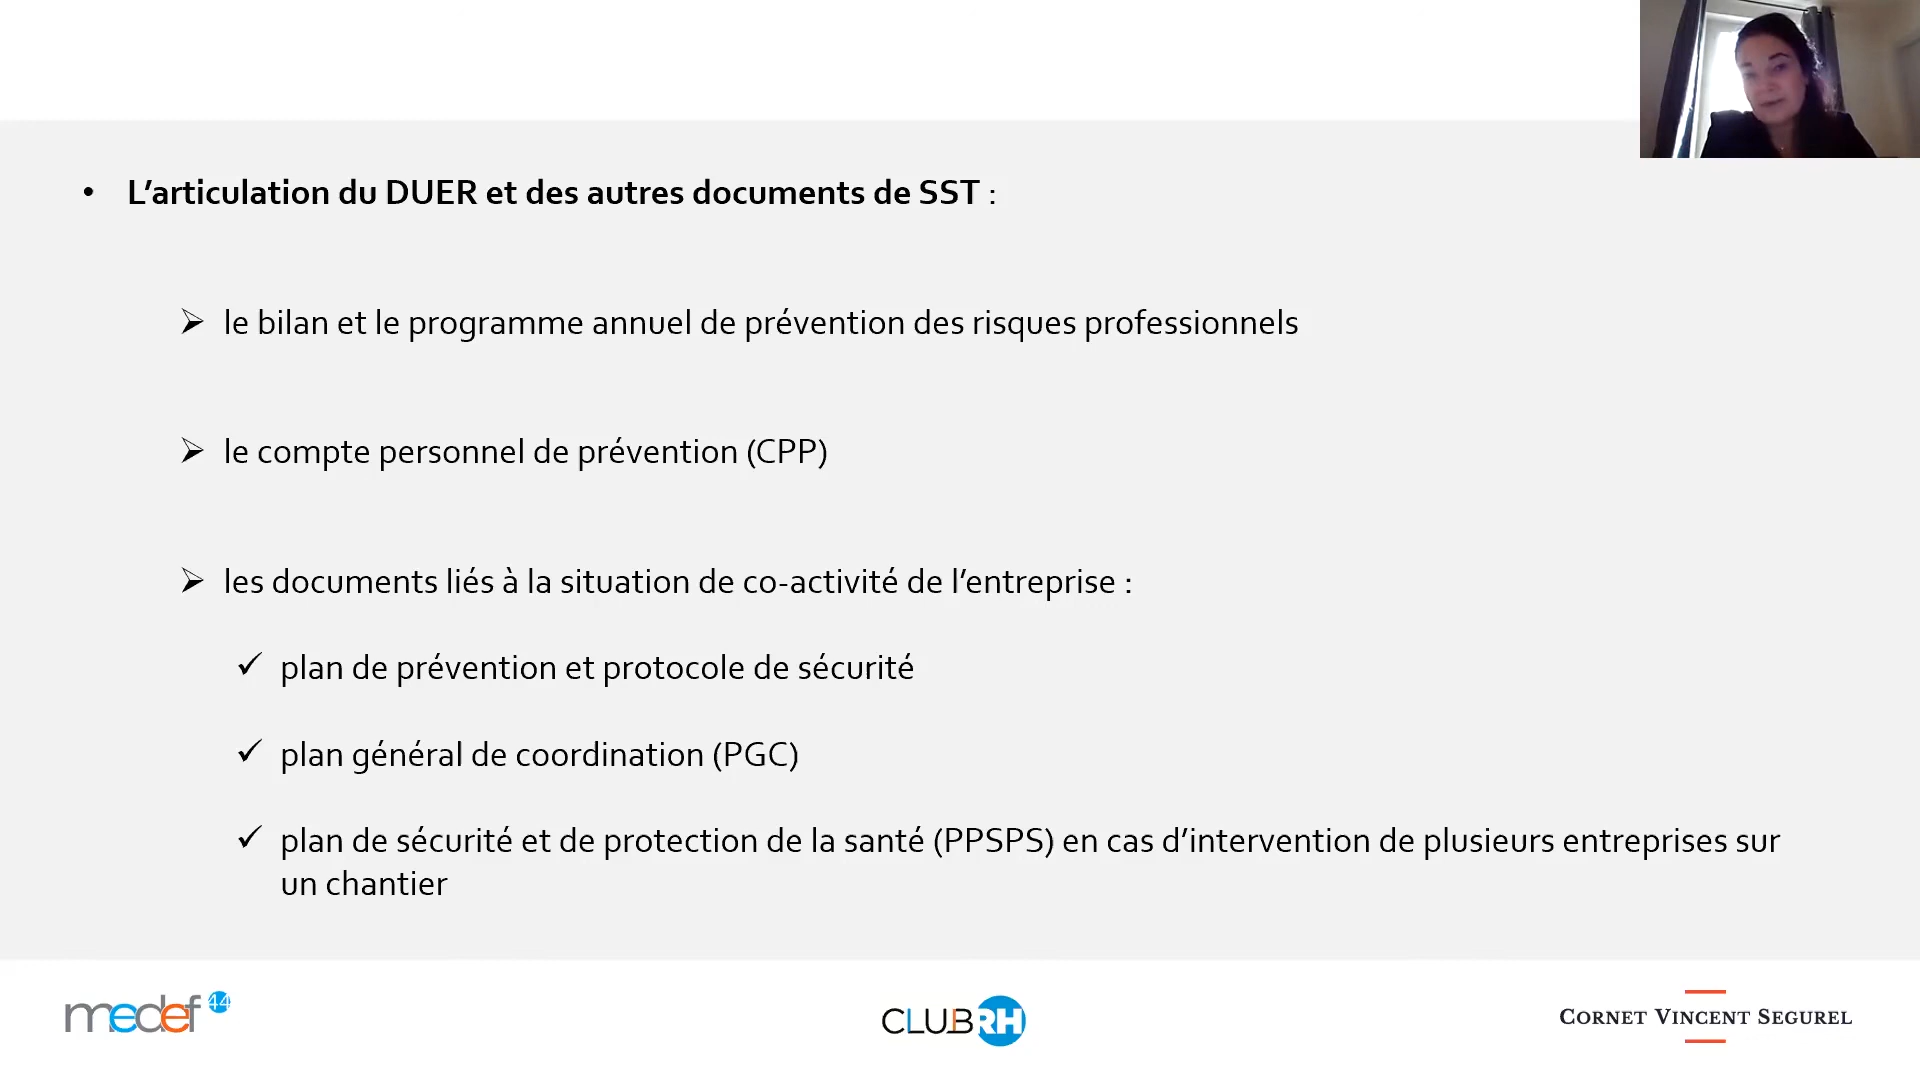 • L’articulation du DUER et des autres documents de SST :
➢ le bilan et le programme annuel de prévention des risques professionnels
➢ le compte personnel de prévention (CPP)
➢ les documents liés à la situation de co-activité de l’entreprise :
✓ plan de prévention et protocole de sécurité
✓ plan général de coordination (PGC)
✓ plan de sécurité et de protection de la santé (PPSPS) en cas d’intervention de plusieurs entreprises sur
un chantier
medef 44
CLUB RH
CORNET VINCENT SEGUREL